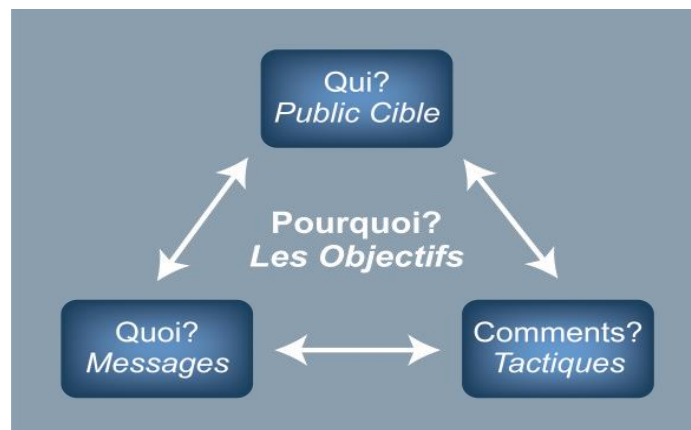 Qui?
Public Cible
Pourquoi?
Les Objectifs
Quoi?
Messages
Comments?
Tactiques